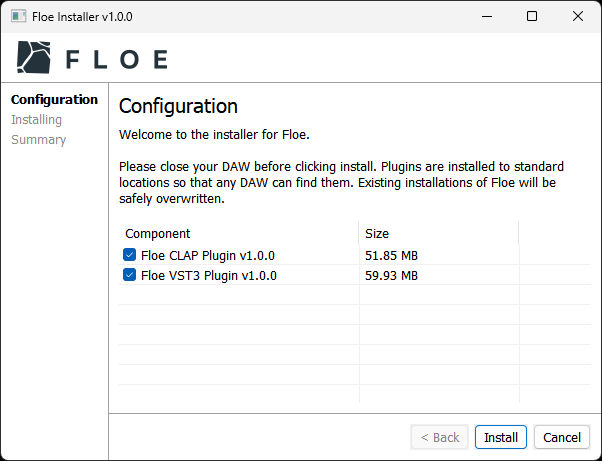 Floe Installer v1.0.0
FLOE
Configuration
Installing
Summary
Configuration
Welcome to the installer for Floe.
Please close your DAW before clicking install. Plugins are installed to standard
locations so that any DAW can find them. Existing installations of Floe will be
safely overwritten.
Component Size
Floe CLAP Plugin v1.0.0 51.85 MB
Floe VST3 Plugin v1.0.0 59.93 MB
< Back Install Cancel